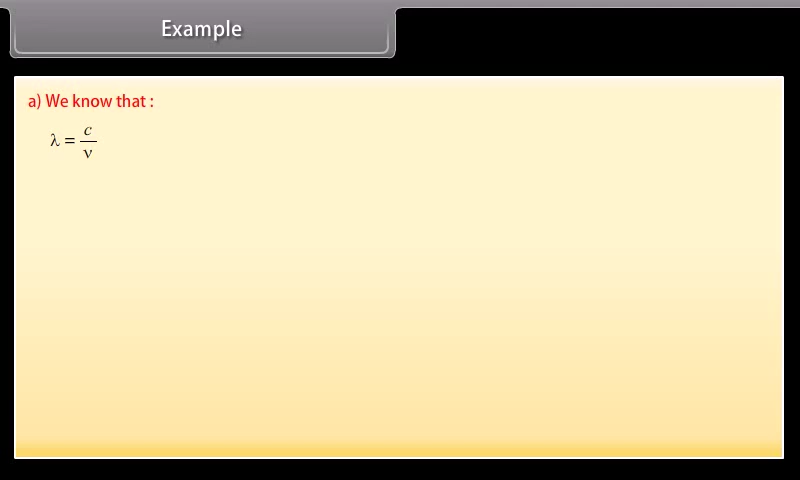 Example
a) We know that :
λ = c/ν